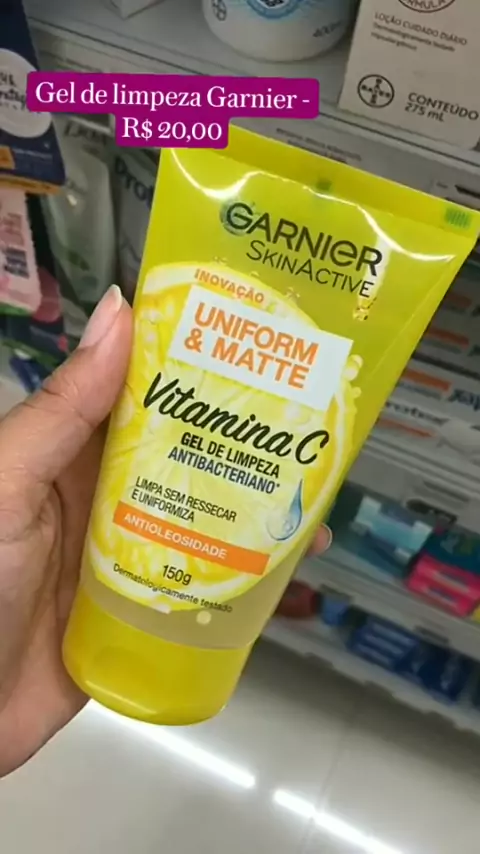 Gel de limpeza Garnier -
R$ 20,00
LOÇÃO CUIDADO DIÁRIO
BAYER
CONTEÚDO
275 mL
GARNIER
SKINACTIVE
INOVAÇÃO
UNIFORM
& MATTE
Vitamina C
GEL DE LIMPEZA
ANTIBACTERIANO*
LIMPA SEM RESSECAR
E UNIFORMIZA
ANTIOLEOSIDADE
150g
Dermatologicamente testado